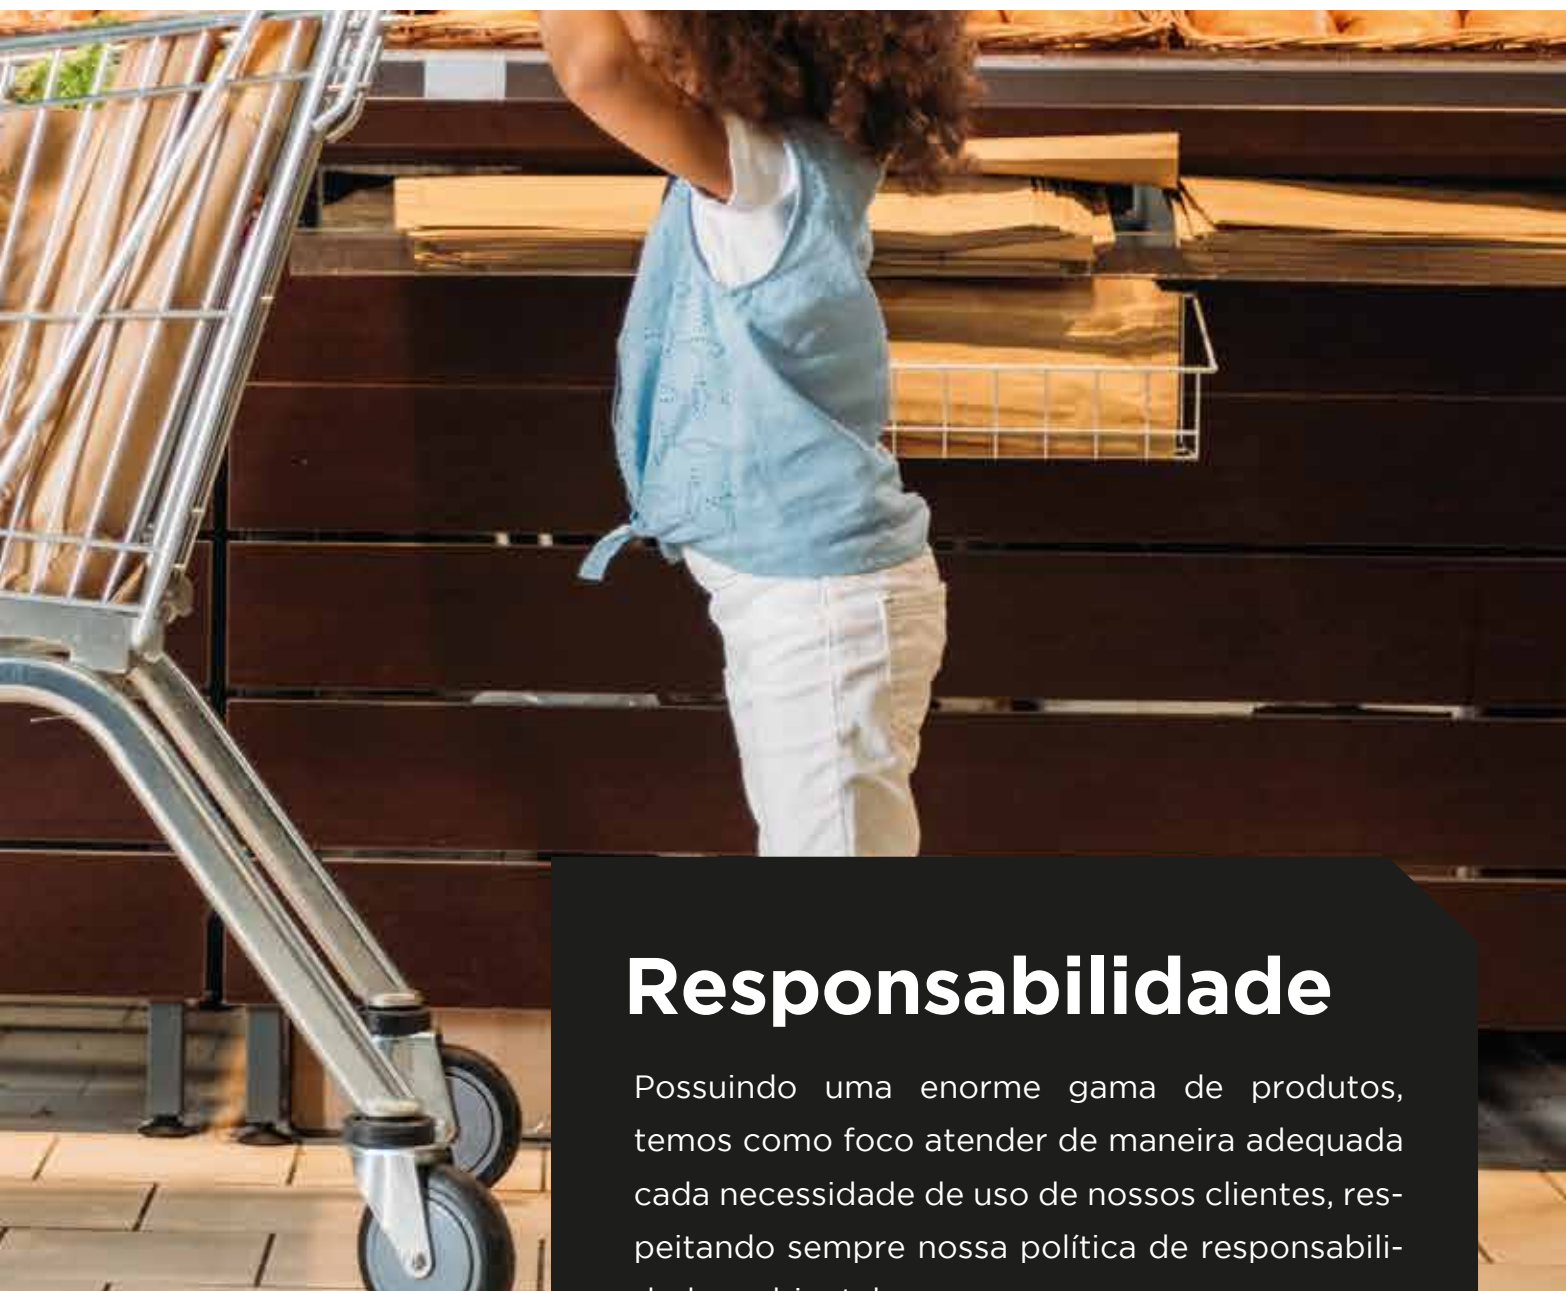 Responsabilidade
Possuindo uma enorme gama de produtos,
temos como foco atender de maneira adequada
cada necessidade de uso de nossos clientes, res-
peitando sempre nossa política de responsabili-